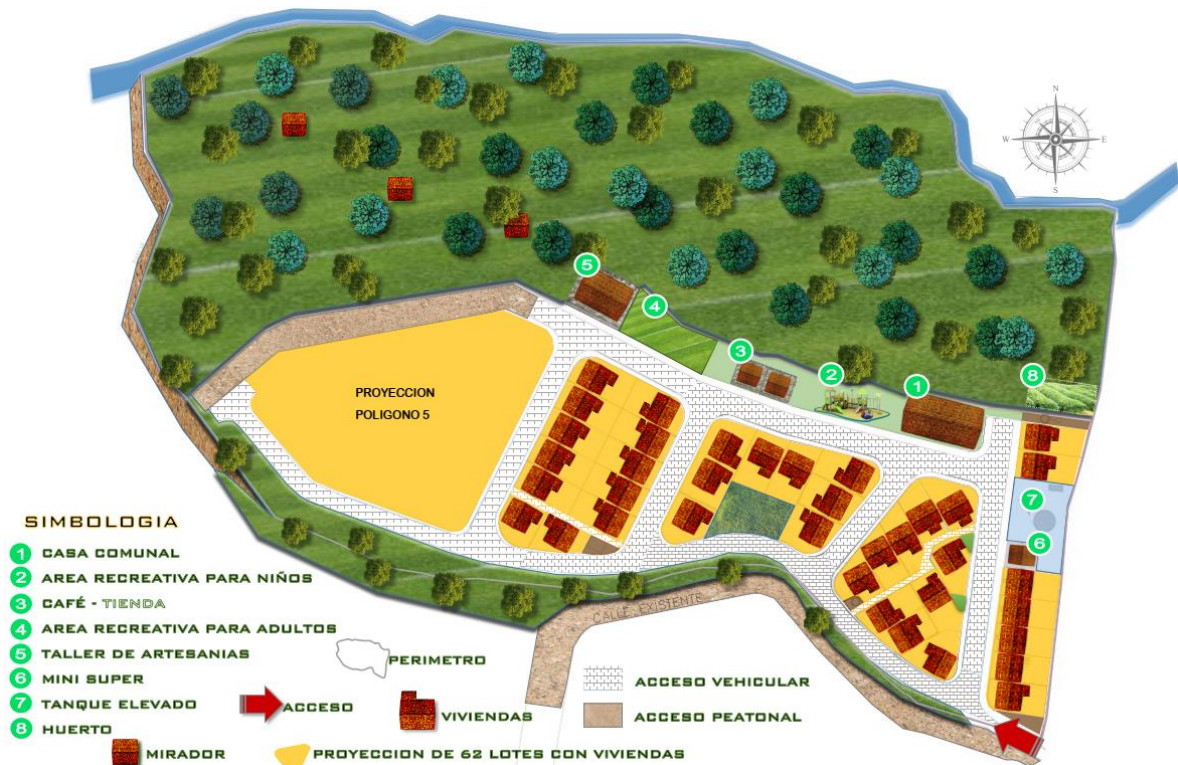 N
W E
S
5
4
3
2
1
8
PROYECCION
POLIGONO 5
7
6
CALLE EXISTENTE
SIMBOLOGIA
1 CASA COMUNAL
2 AREA RECREATIVA PARA NIÑOS
3 CAFÉ - TIENDA
4 AREA RECREATIVA PARA ADULTOS
5 TALLER DE ARTESANIAS
6 MINI SUPER
7 TANQUE ELEVADO
8 HUERTO
PERIMETRO
ACCESO
VIVIENDAS
ACCESO VEHICULAR
ACCESO PEATONAL
MIRADOR
PROYECCION DE 62 LOTES CON VIVIENDAS